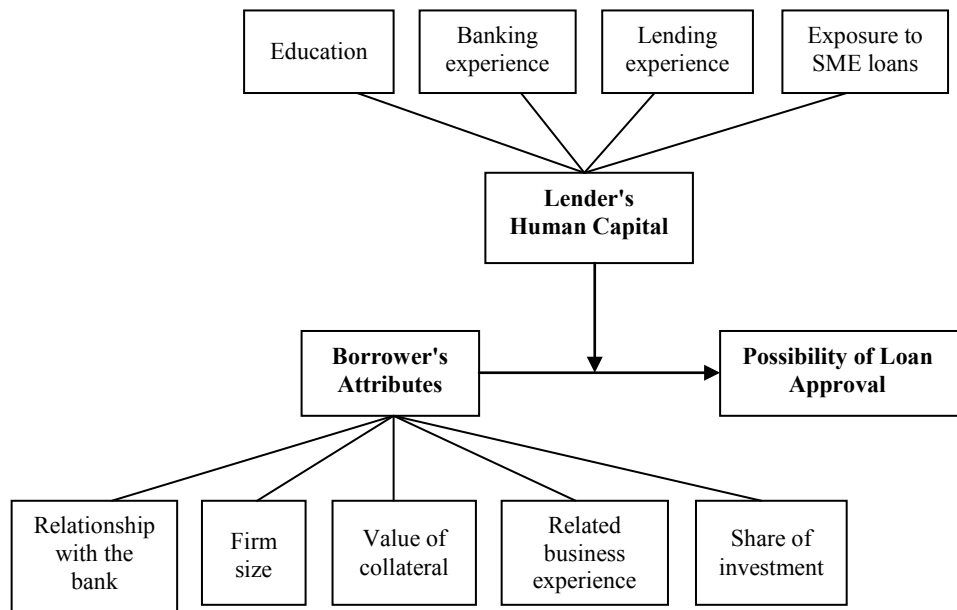 Education
Banking
experience
Lending
experience
Exposure to
SME loans
Lender's
Human Capital
Borrower's
Attributes
Possibility of Loan
Approval
Relationship
with the
bank
Firm
size
Value of
collateral
Related
business
experience
Share of
investment